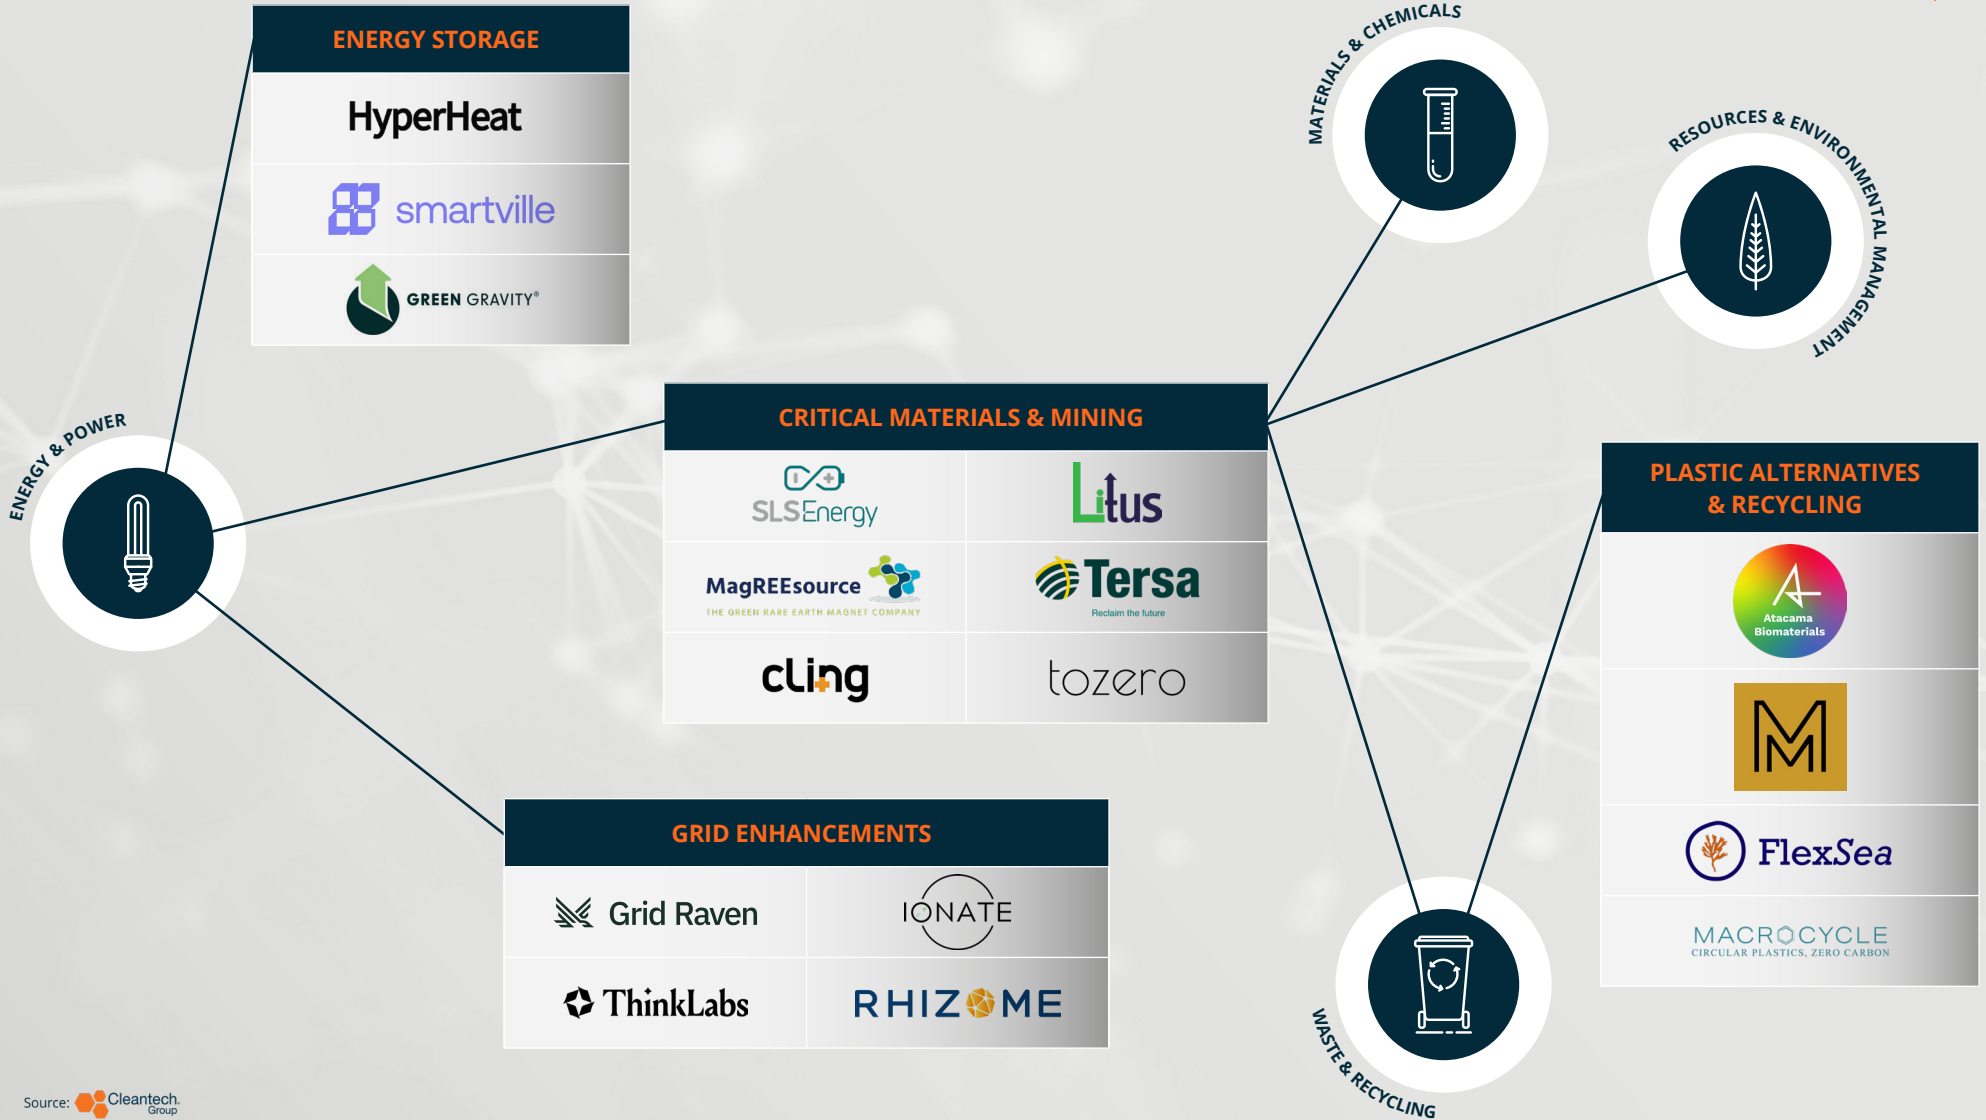 ENERGY STORAGE
HyperHeat
smartville
GREEN GRAVITY®
MATERIALS & CHEMICALS
RESOURCES & ENVIRONMENTAL MANAGEMENT
ENERGY & POWER
CRITICAL MATERIALS & MINING
SLSEnergy
Litus
MagREEsource
THE GREEN RARE EARTH MAGNET COMPANY
Tersa
Reclaim the future
cling
tozero
PLASTIC ALTERNATIVES
& RECYCLING
Atacama
Biomaterials
M
FlexSea
MACROCYCLE
CIRCULAR PLASTICS, ZERO CARBON
GRID ENHANCEMENTS
Grid Raven
IONATE
ThinkLabs
RHIZOME
WASTE & RECYCLING
Source:
Cleantech
Group